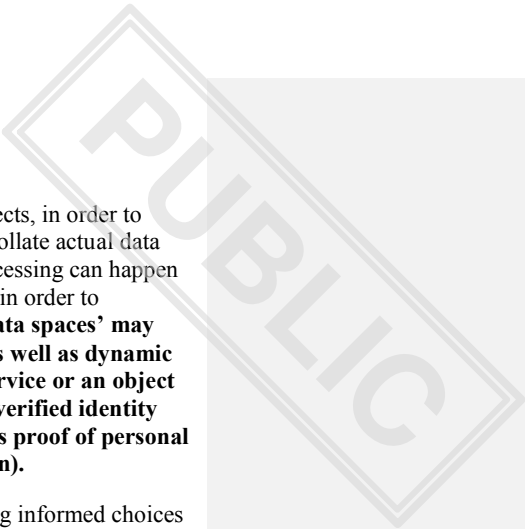 PUBLIC
ects, in order to
ollate actual data
cessing can happen
in order to
ata spaces’ may
s well as dynamic
rvice or an object
verified identity
s proof of personal
n).
g informed choices